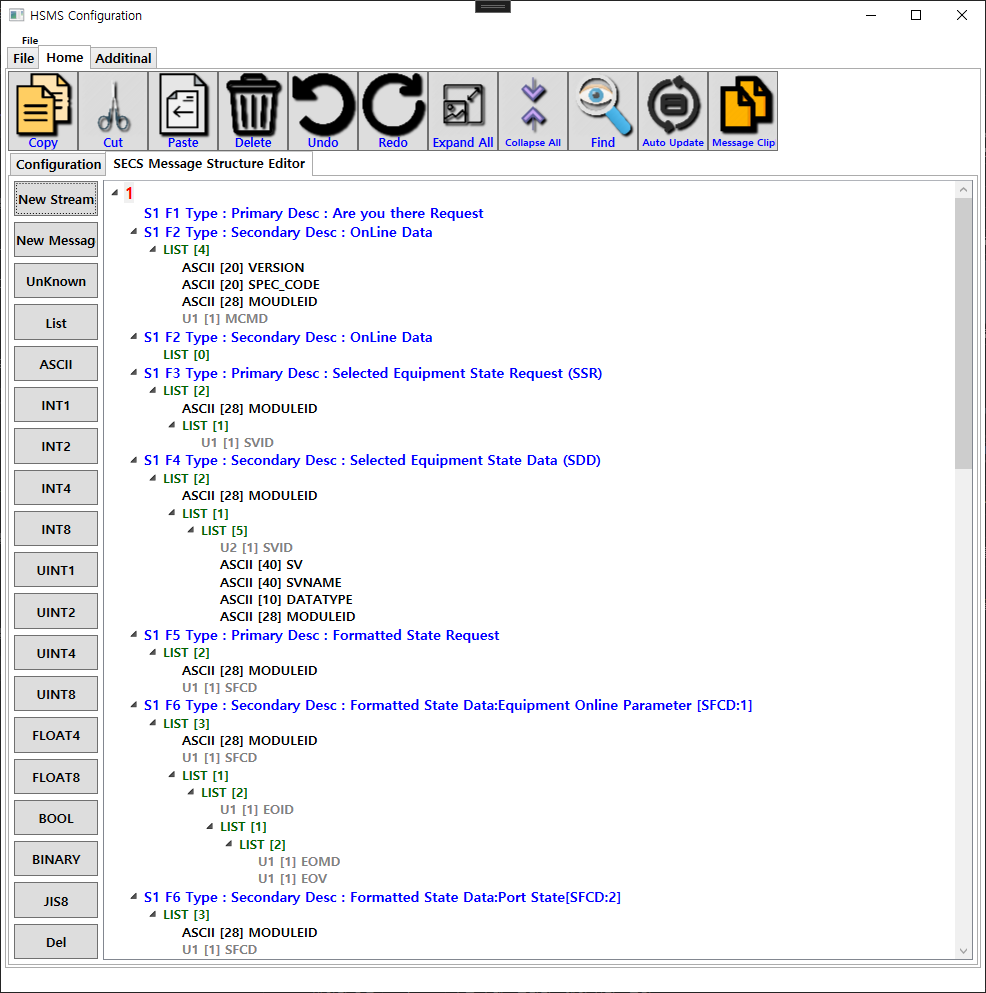 HSMS Configuration
File
File Home Additinal
Copy Cut Paste Delete Undo Redo Expand All Collapse All Find Auto Update Message Clip
Configuration SECS Message Structure Editor
New Stream
New Messag
UnKnown
List
ASCII
INT1
INT2
INT4
INT8
UINT1
UINT2
UINT4
UINT8
FLOAT4
FLOAT8
BOOL
BINARY
JIS8
Del
1
S1 F1 Type : Primary Desc : Are you there Request
S1 F2 Type : Secondary Desc : OnLine Data
LIST [4]
ASCII [20] VERSION
ASCII [20] SPEC_CODE
ASCII [28] MOUDLEID
U1 [1] MCMD
S1 F2 Type : Secondary Desc : OnLine Data
LIST [0]
S1 F3 Type : Primary Desc : Selected Equipment State Request (SSR)
LIST [2]
ASCII [28] MODULEID
LIST [1]
U1 [1] SVID
S1 F4 Type : Secondary Desc : Selected Equipment State Data (SDD)
LIST [2]
ASCII [28] MODULEID
LIST [1]
LIST [5]
U2 [1] SVID
ASCII [40] SV
ASCII [40] SVNAME
ASCII [10] DATATYPE
ASCII [28] MODULEID
S1 F5 Type : Primary Desc : Formatted State Request
LIST [2]
ASCII [28] MODULEID
U1 [1] SFCD
S1 F6 Type : Secondary Desc : Formatted State Data:Equipment Online Parameter [SFCD:1]
LIST [3]
ASCII [28] MODULEID
U1 [1] SFCD
LIST [1]
LIST [2]
U1 [1] EOID
LIST [1]
LIST [2]
U1 [1] EOMD
U1 [1] EOV
S1 F6 Type : Secondary Desc : Formatted State Data:Port State[SFCD:2]
LIST [3]
ASCII [28] MODULEID
U1 [1] SFCD